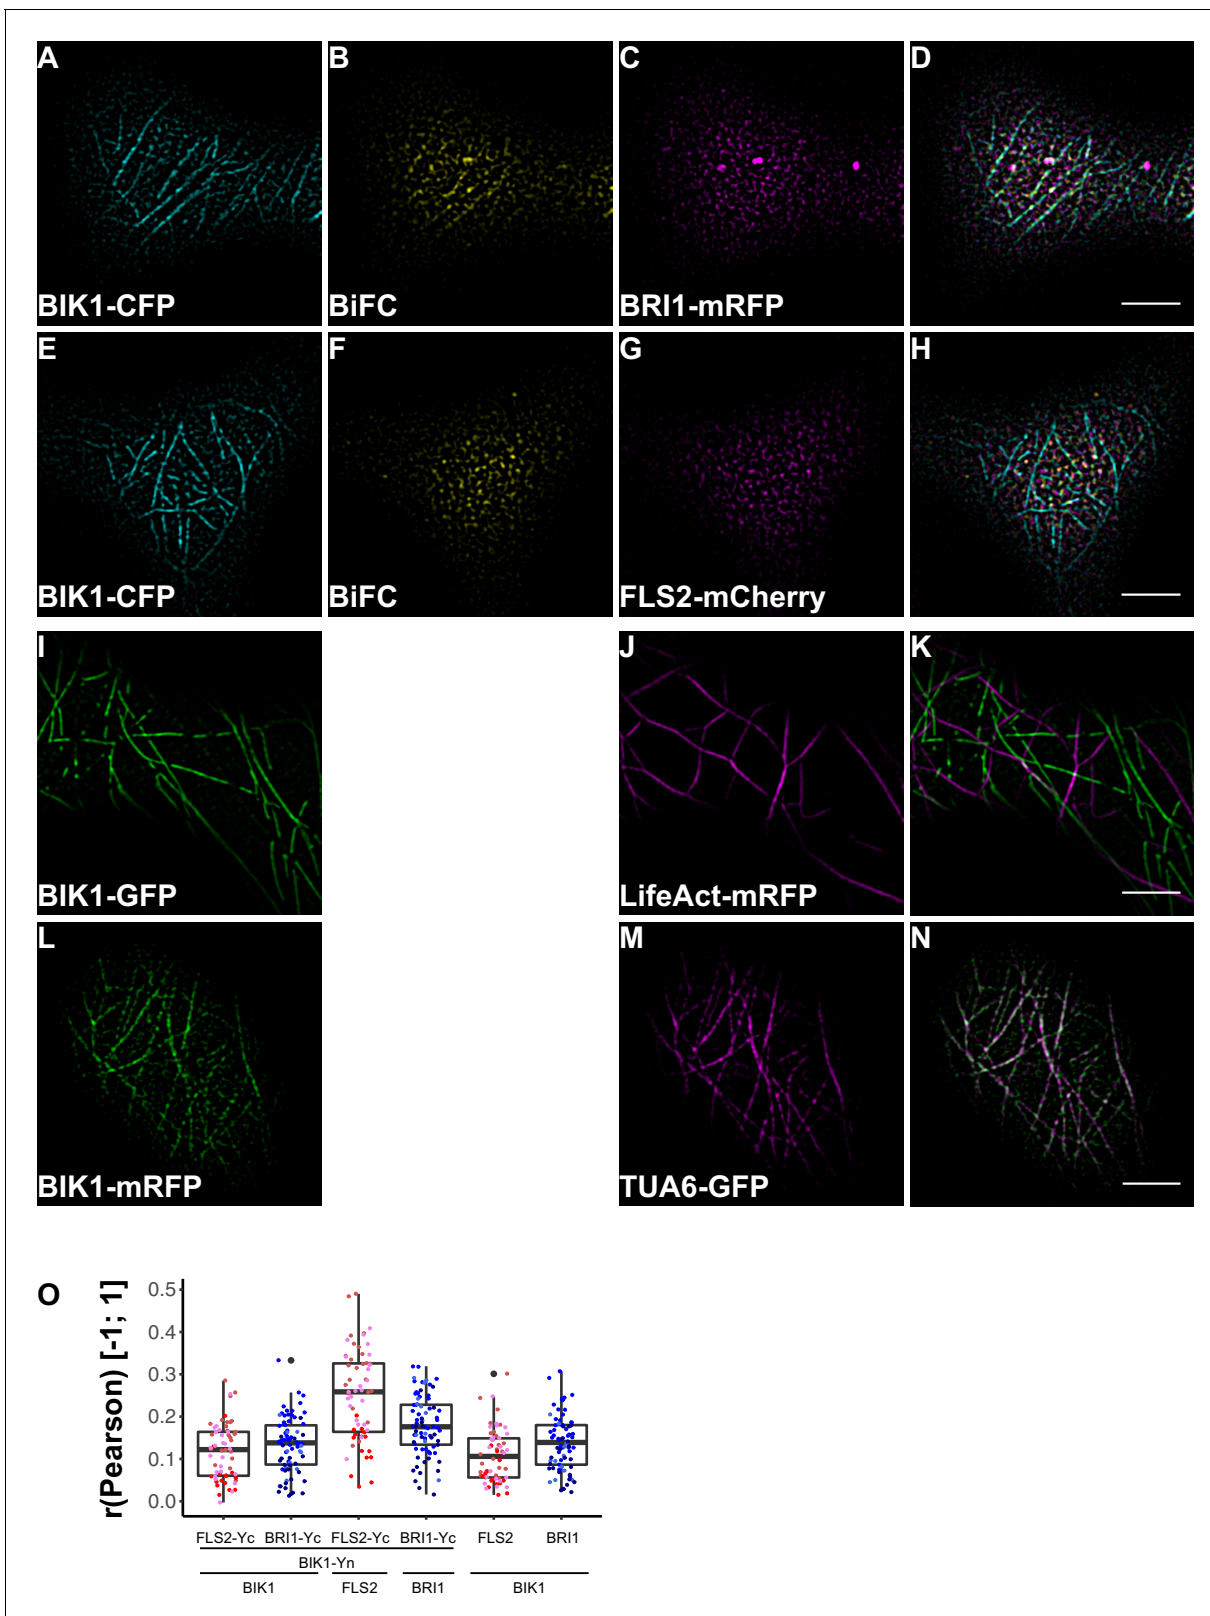 A B C D
BIK1-CFP BiFC BRI1-mRFP
E F G H
BIK1-CFP BiFC FLS2-mCherry
I J K
BIK1-GFP LifeAct-mRFP
L M N
BIK1-mRFP TUA6-GFP
O
r(Pearson) [-1; 1]
0.5
0.4
0.3
0.2
0.1
0.0
FLS2-Yc BRI1-Yc FLS2-Yc BRI1-Yc FLS2 BRI1
BIK1-Yn
BIK1 FLS2 BRI1 BIK1